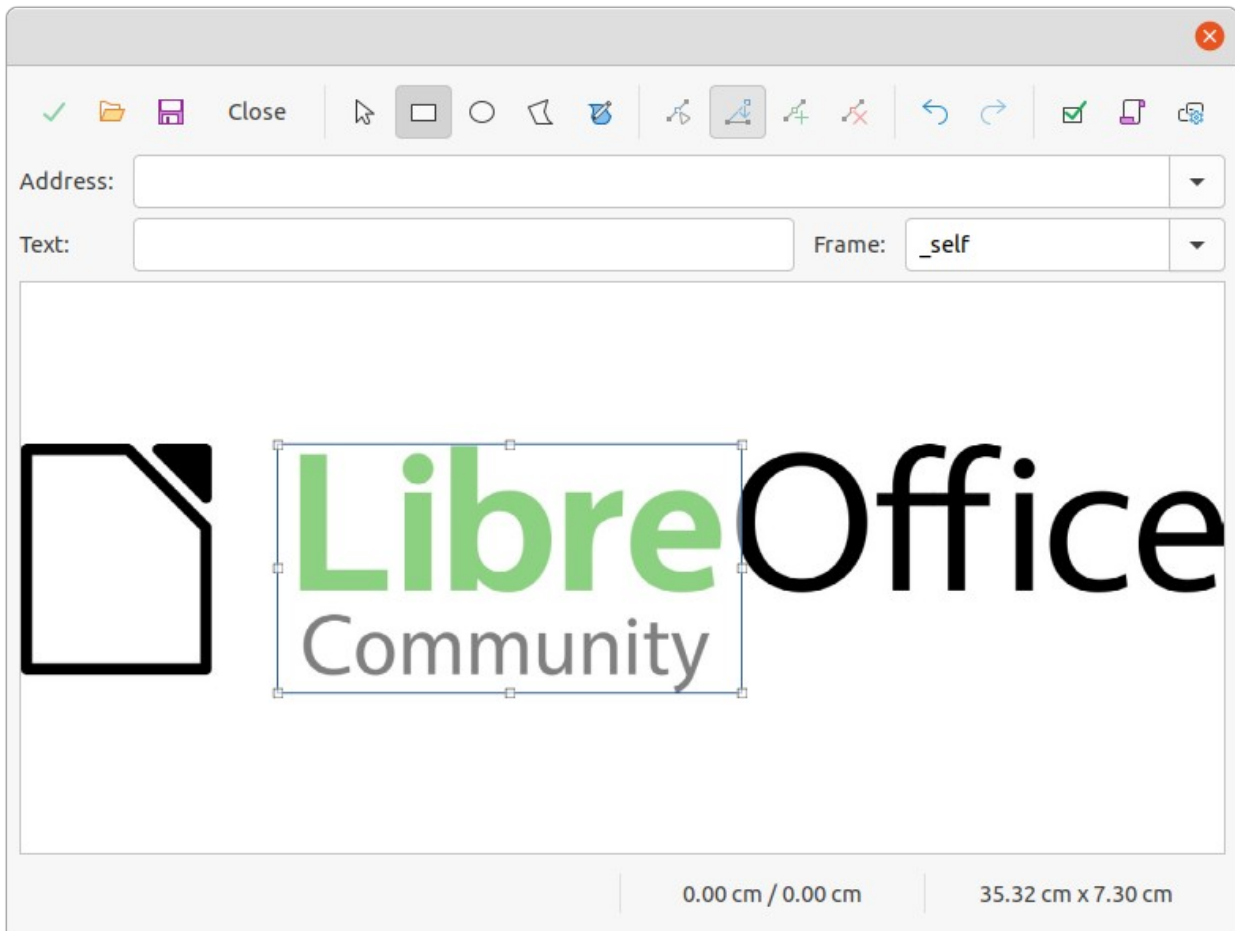 Close
Address:
Text:
Frame: _self
LibreOffice
Community
0.00 cm / 0.00 cm
35.32 cm x 7.30 cm